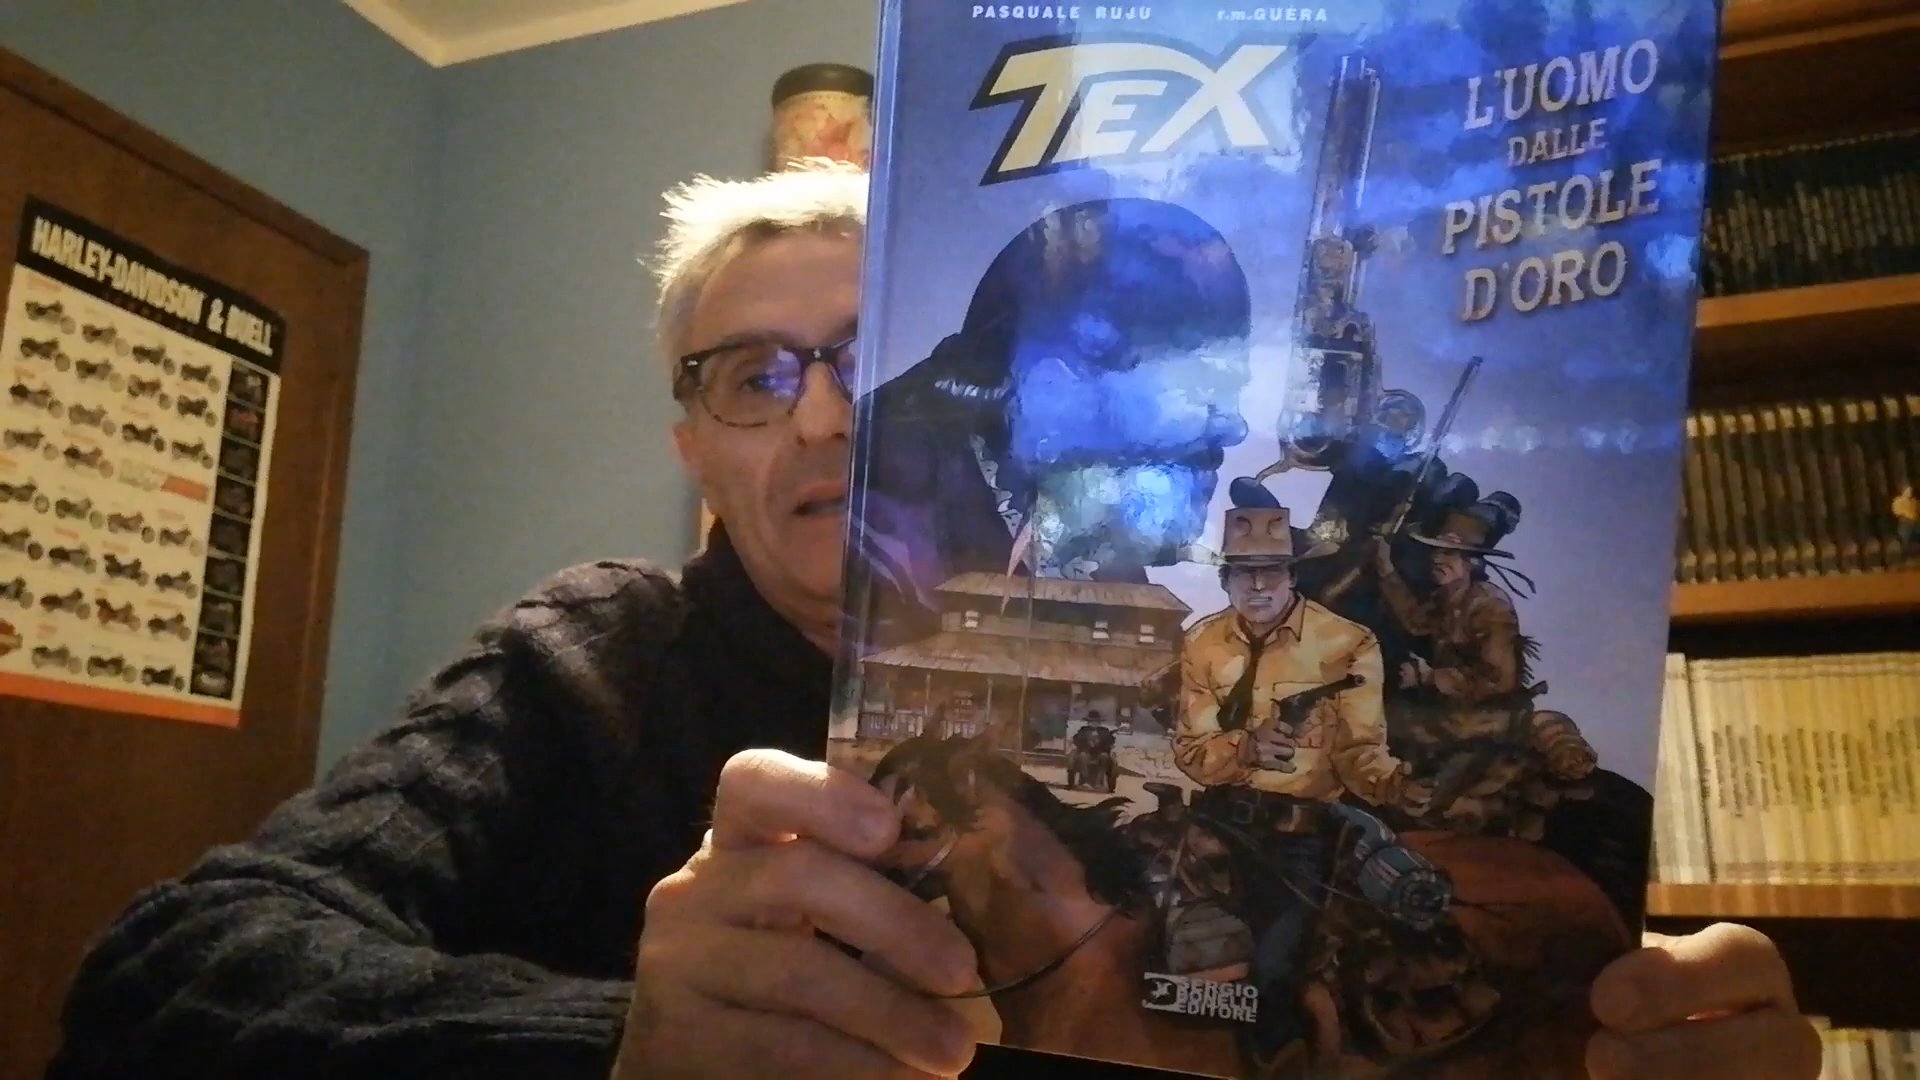 HARLEY-DAVIDSON & BUELL
PASQUALE RUJU r.m.GUERA
TEX
L'UOMO
DALLE
PISTOLE
D'ORO
SERGIO
BONELLI
EDITORE